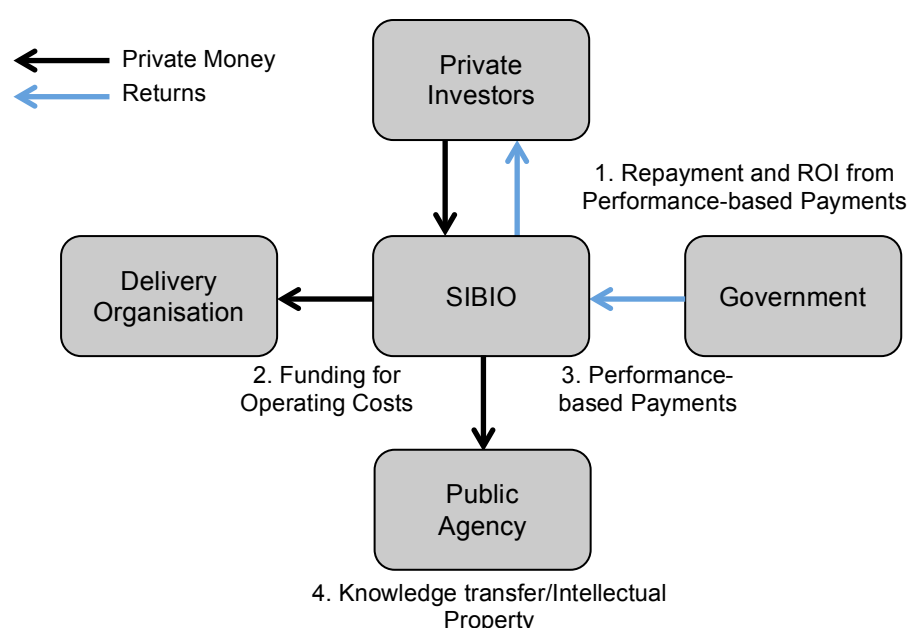 Private Money
Returns
Private
Investors
1. Repayment and ROI from
Performance-based Payments
Delivery
Organisation
SIBIO
Government
2. Funding for
Operating Costs
3. Performance-
based Payments
Public
Agency
4. Knowledge transfer/Intellectual
Property